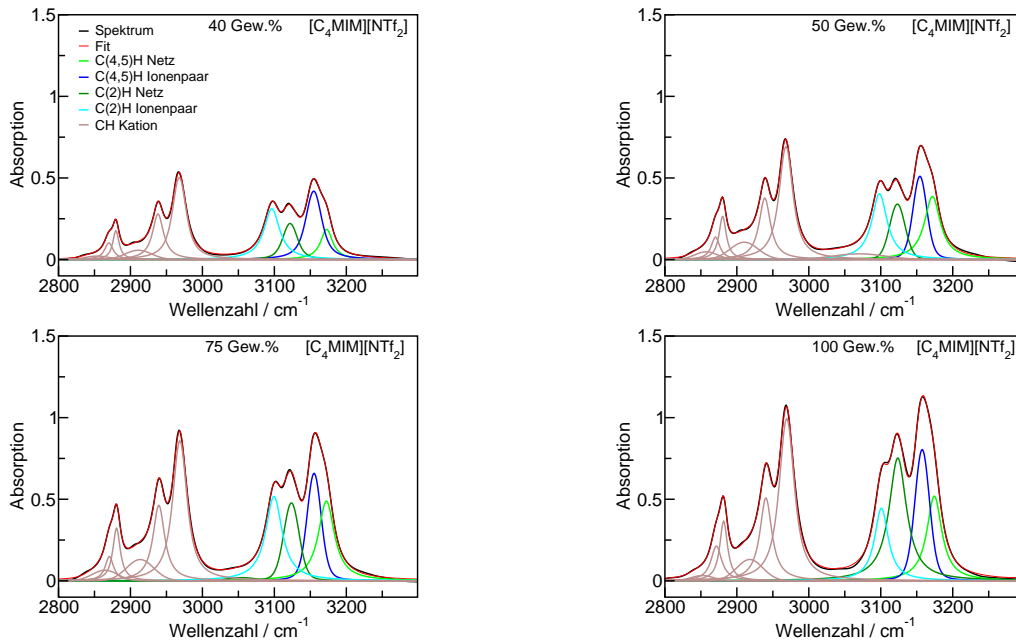 40 Gew.% [C4MIM][NTf2]
Spektrum
Fit
C(4,5)H Netz
C(4,5)H Ionenpaar
C(2)H Netz
C(2)H Ionenpaar
CH Kation
1.5
1
0.5
0
Absorption
2800 2900 3000 3100 3200
Wellenzahl / cm-1
50 Gew.% [C4MIM][NTf2]
1.5
1
0.5
0
Absorption
2800 2900 3000 3100 3200
Wellenzahl / cm-1
75 Gew.% [C4MIM][NTf2]
1.5
1
0.5
0
Absorption
2800 2900 3000 3100 3200
Wellenzahl / cm-1
100 Gew.% [C4MIM][NTf2]
1.5
1
0.5
0
Absorption
2800 2900 3000 3100 3200
Wellenzahl / cm-1